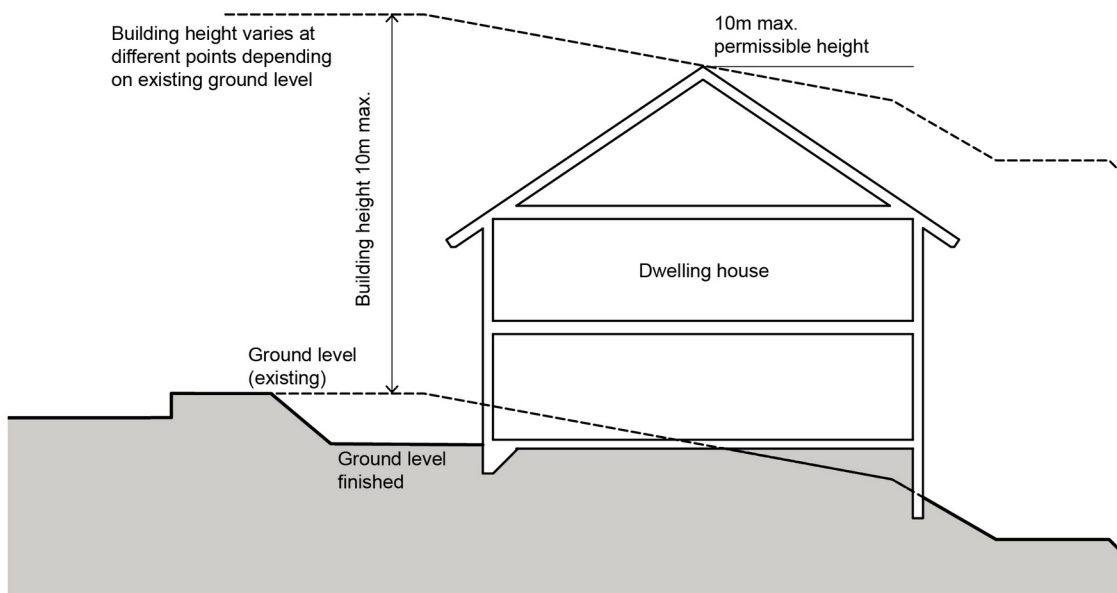 Building height varies at
different points depending
on existing ground level
10m max.
permissible height
Building height 10m max.
Dwelling house
Ground level
(existing)
Ground level
finished